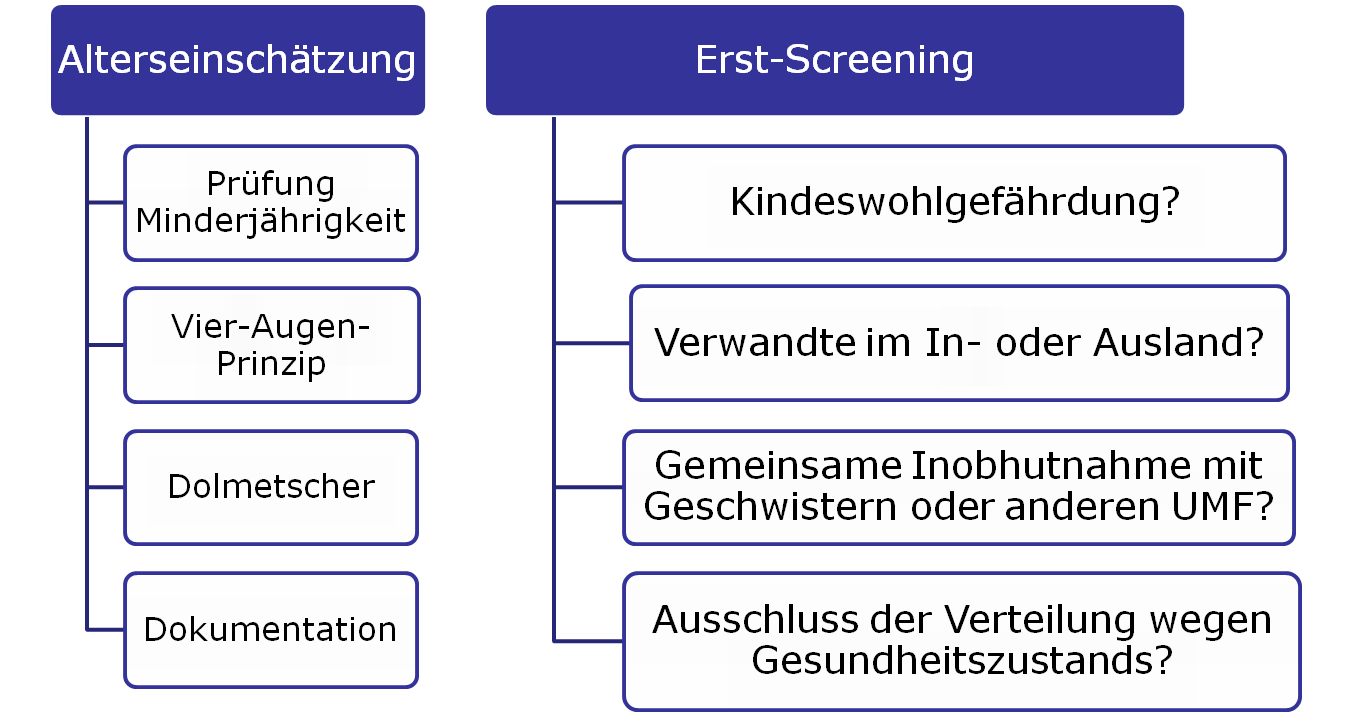 Alterseinschätzung
Prüfung
Minderjährigkeit
Vier-Augen-
Prinzip
Dolmetscher
Dokumentation
Erst-Screening
Kindeswohlgefährdung?
Verwandte im In- oder Ausland?
Gemeinsame Inobhutnahme mit
Geschwistern oder anderen UMF?
Ausschluss der Verteilung wegen
Gesundheitszustands?